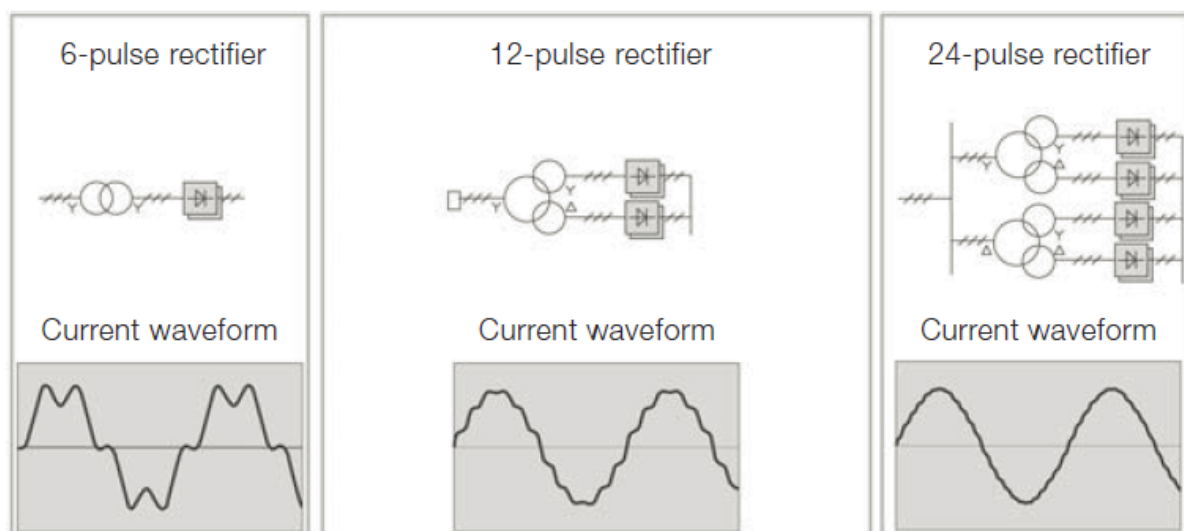 6-pulse rectifier
12-pulse rectifier
24-pulse rectifier
Current waveform
Current waveform
Current waveform